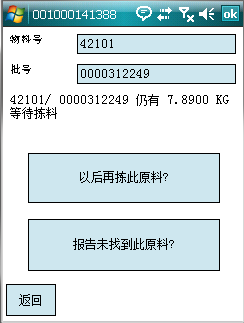 001000141388 ok
物料号 42101
批号 0000312249
42101/ 0000312249 仍有 7.8900 KG
等待拣料
以后再拣此原料?
报告未找到此原料?
返回